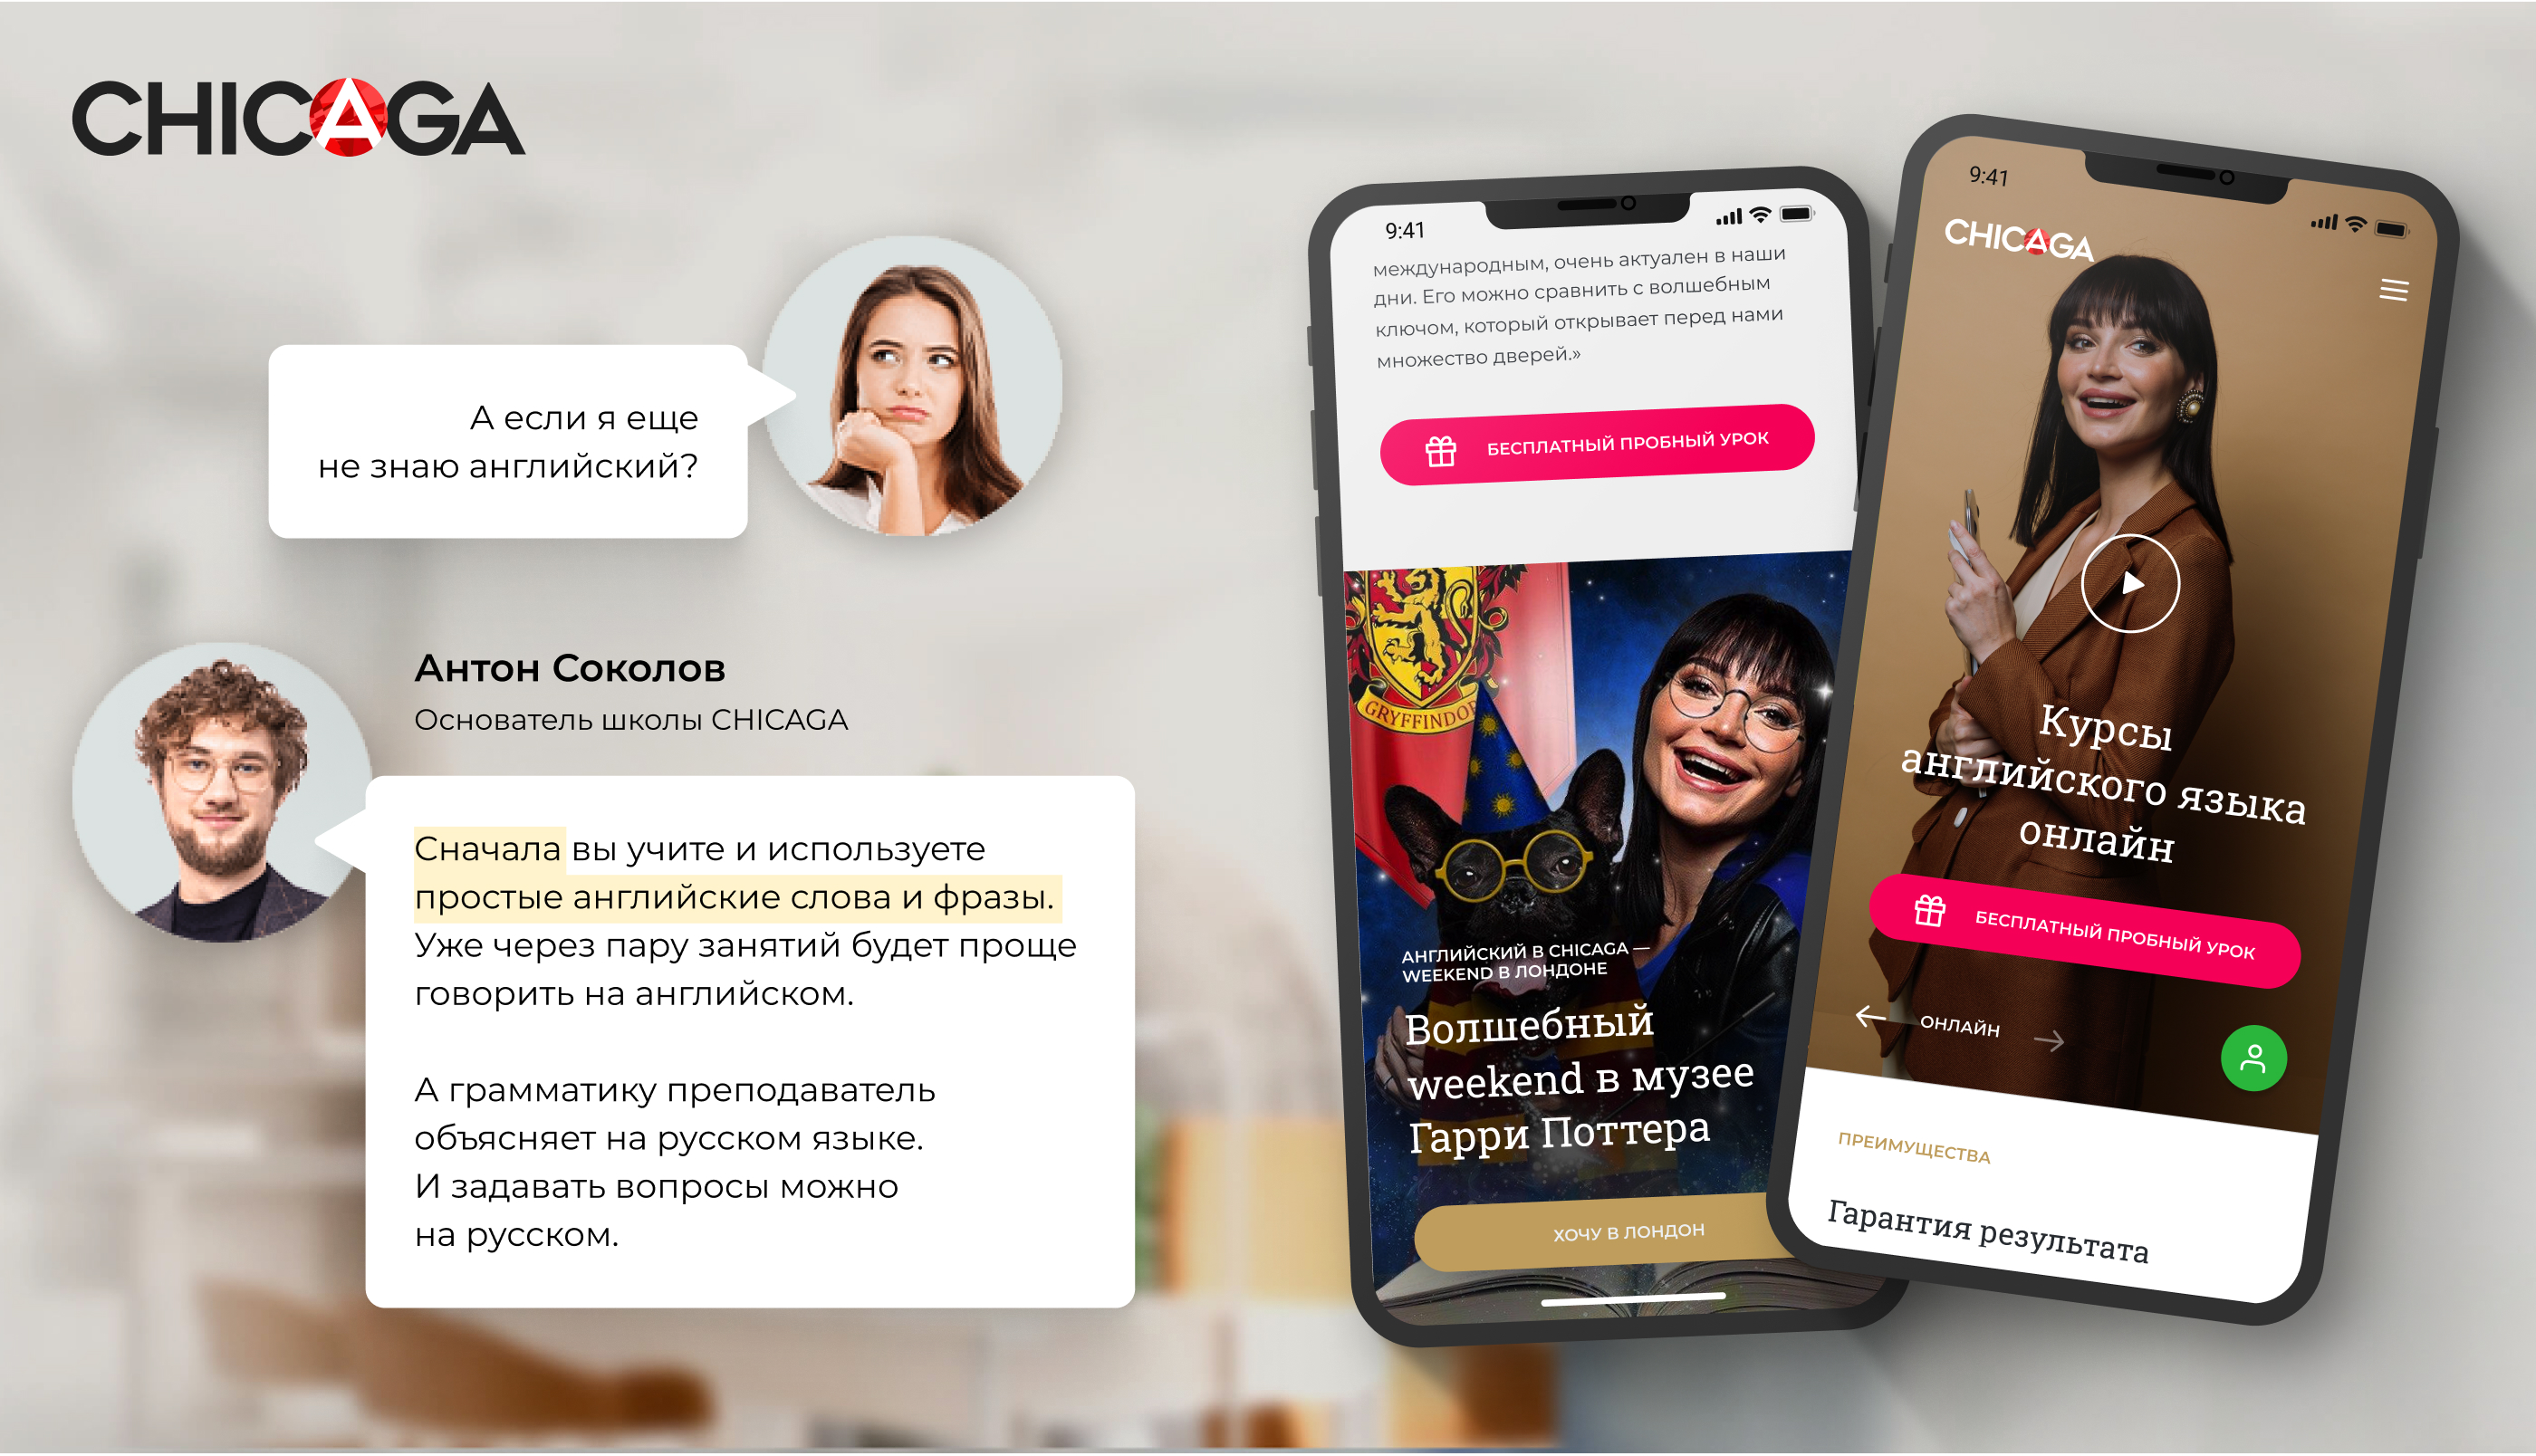 CHICAGA
А если я еще
не знаю английский?
Антон Соколов
Основатель школы CHICAGA
Сначала вы учите и используете
простые английские слова и фразы.
Уже через пару занятий будет проще
говорить на английском.
А грамматику преподаватель
объясняет на русском языке.
И задавать вопросы можно
на русском.
9:41
международным, очень актуален в наши
дни. Его можно сравнить с волшебным
ключом, который открывает перед нами
множество дверей.»
БЕСПЛАТНЫЙ ПРОБНЫЙ УРОК
GRYFFINDOR
АНГЛИЙСКИЙ В CHICAGA —
WEEKEND В ЛОНДОНЕ
Волшебный
weekend в музее
Гарри Поттера
ХОЧУ В ЛОНДОН
9:41
CHICAGA
Курсы
английского языка
онлайн
БЕСПЛАТНЫЙ ПРОБНЫЙ УРОК
ОНЛАЙН
ПРЕИМУЩЕСТВА
Гарантия результата